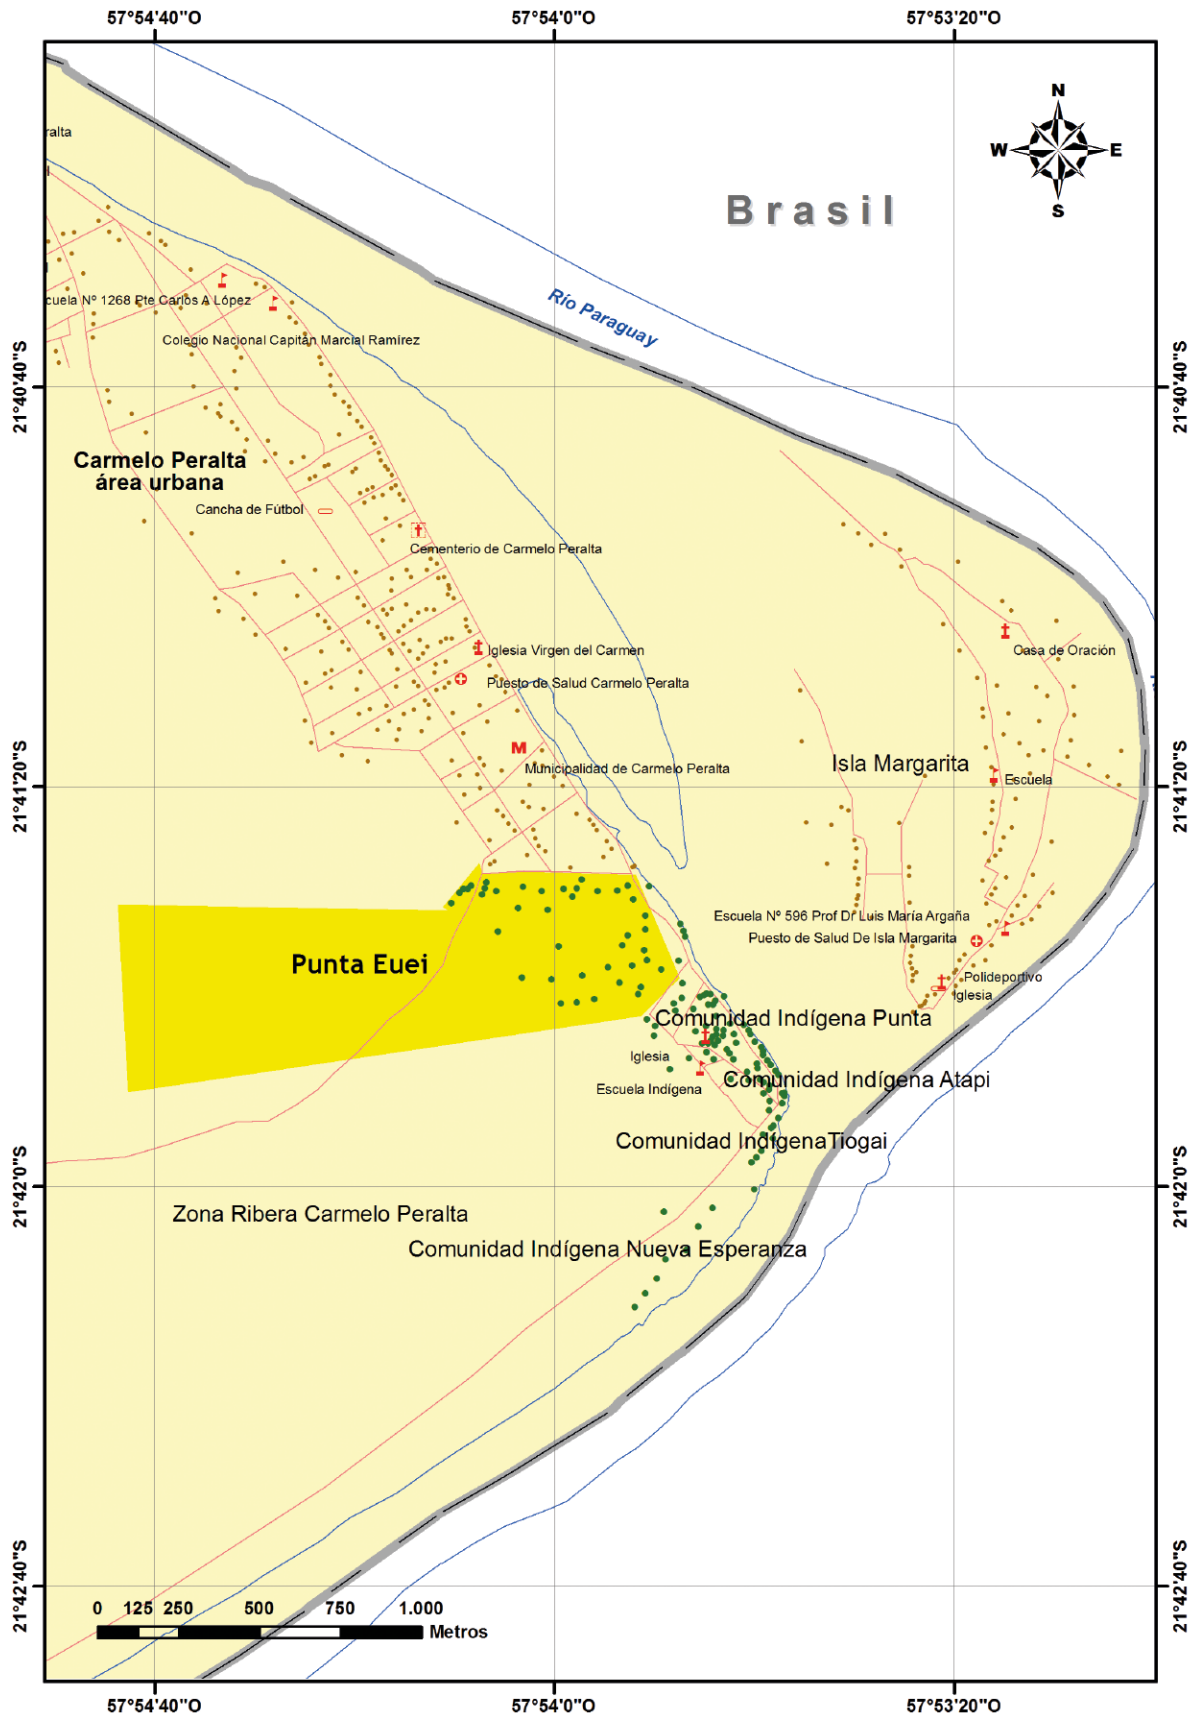 57°54'40"O
57°54'0"O
57°53'20"O
N
W
E
S
ralta
Brasil
Río Paraguay
cuela Nº 1268 Pte Carlos A López
Colegio Nacional Capitán Marcial Ramírez
21°40'40"S
21°40'40"S
Carmelo Peralta
área urbana
Cancha de Fútbol
Cementerio de Carmelo Peralta
Iglesia Virgen del Carmen
Casa de Oración
Puesto de Salud Carmelo Peralta
M
Municipalidad de Carmelo Peralta
Isla Margarita
Escuela
21°41'20"S
21°41'20"S
Escuela Nº 596 Prof Dr Luis María Argaña
Puesto de Salud De Isla Margarita
Punta Euei
Polideportivo
Iglesia
Comunidad Indígena Punta
Iglesia
Comunidad Indígena Atapi
Escuela Indígena
Comunidad IndígenaTiogai
21°42'0"S
21°42'0"S
Zona Ribera Carmelo Peralta
Comunidad Indígena Nueva Esperanza
21°42'40"S
21°42'40"S
0 125 250 500 750 1.000
Metros
57°54'40"O
57°54'0"O
57°53'20"O